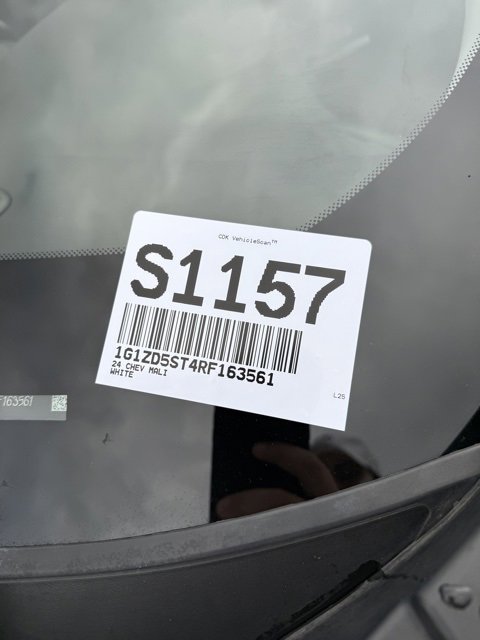 CDK VehicleScan™
S1157
1G1ZD5ST4RF163561
24 CHEV MALI
WHITE
L25
F163561